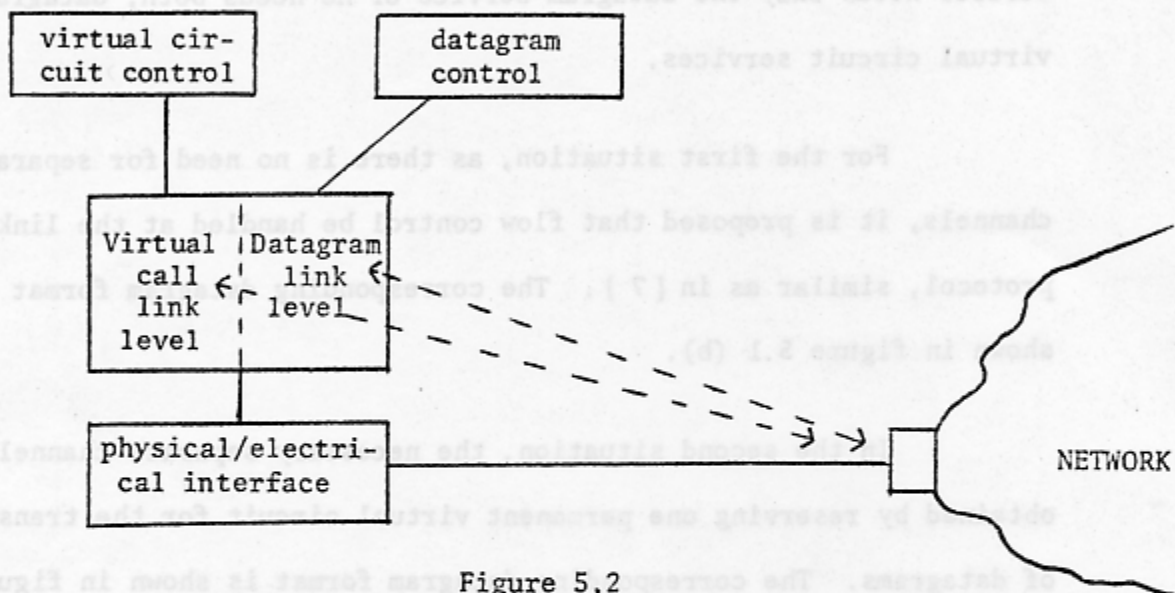 virtual cir-
cuit control
datagram
control
Virtual
call
link
level
Datagram
link
level
physical/electri-
cal interface
NETWORK
Figure 5.2
virtual circuit services.
For the first situation, as there is no need for separa
channels, it is proposed that flow control be handled at the link
protocol, similar as in [7]. The corresponding datagram format
shown in figure 5.1 (b).
In the second situation, the necessary separate channel
obtained by reserving one permanent virtual circuit for the trans
of datagrams. The corresponding datagram format is shown in figu